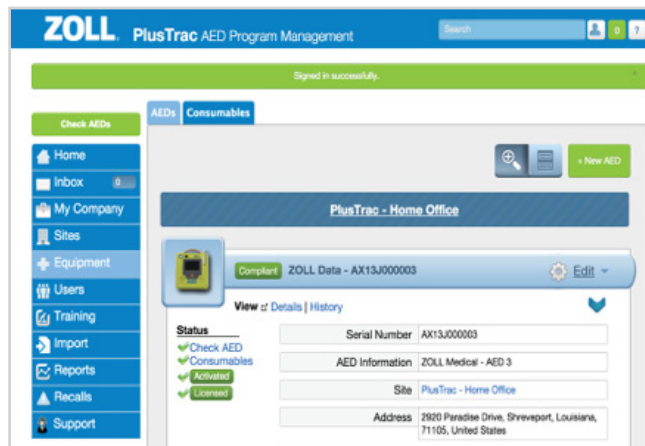 ZOLL. PlusTrac AED Program Management
Search
0
?
Signed in successfully.
Check AEDs
Home
Inbox 0
My Company
Sites
Equipment
Users
Training
Import
Reports
Recalls
Support
AEDs Consumables
+ New AED
PlusTrac - Home Office
Compliant ZOLL Data - AX13J000003
Edit
View Details | History
Status
Check AED
Consumables
Activated
Licensed
Serial Number AX13J000003
AED Information ZOLL Medical - AED 3
Site PlusTrac - Home Office
Address 2920 Paradise Drive, Shreveport, Louisiana,
71105, United States